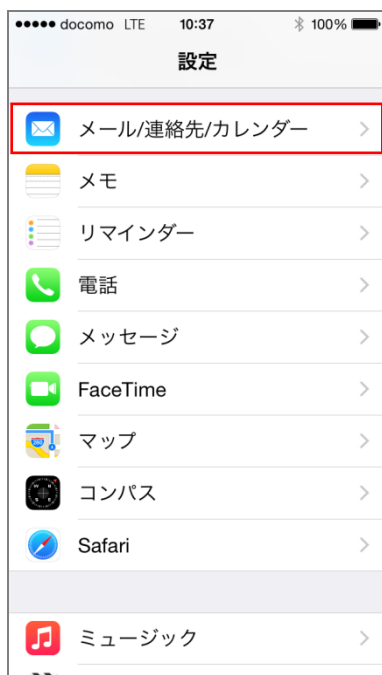 docomo LTE 10:37 100%
設定
メール/連絡先/カレンダー
メモ
リマインダー
電話
メッセージ
FaceTime
マップ
コンパス
Safari
ミュージック